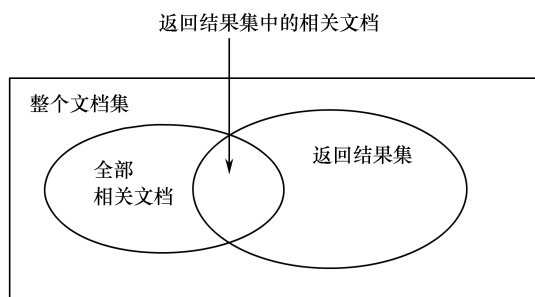 返回结果集中的相关文档
整个文档集
返回结果集
全部
相关文档